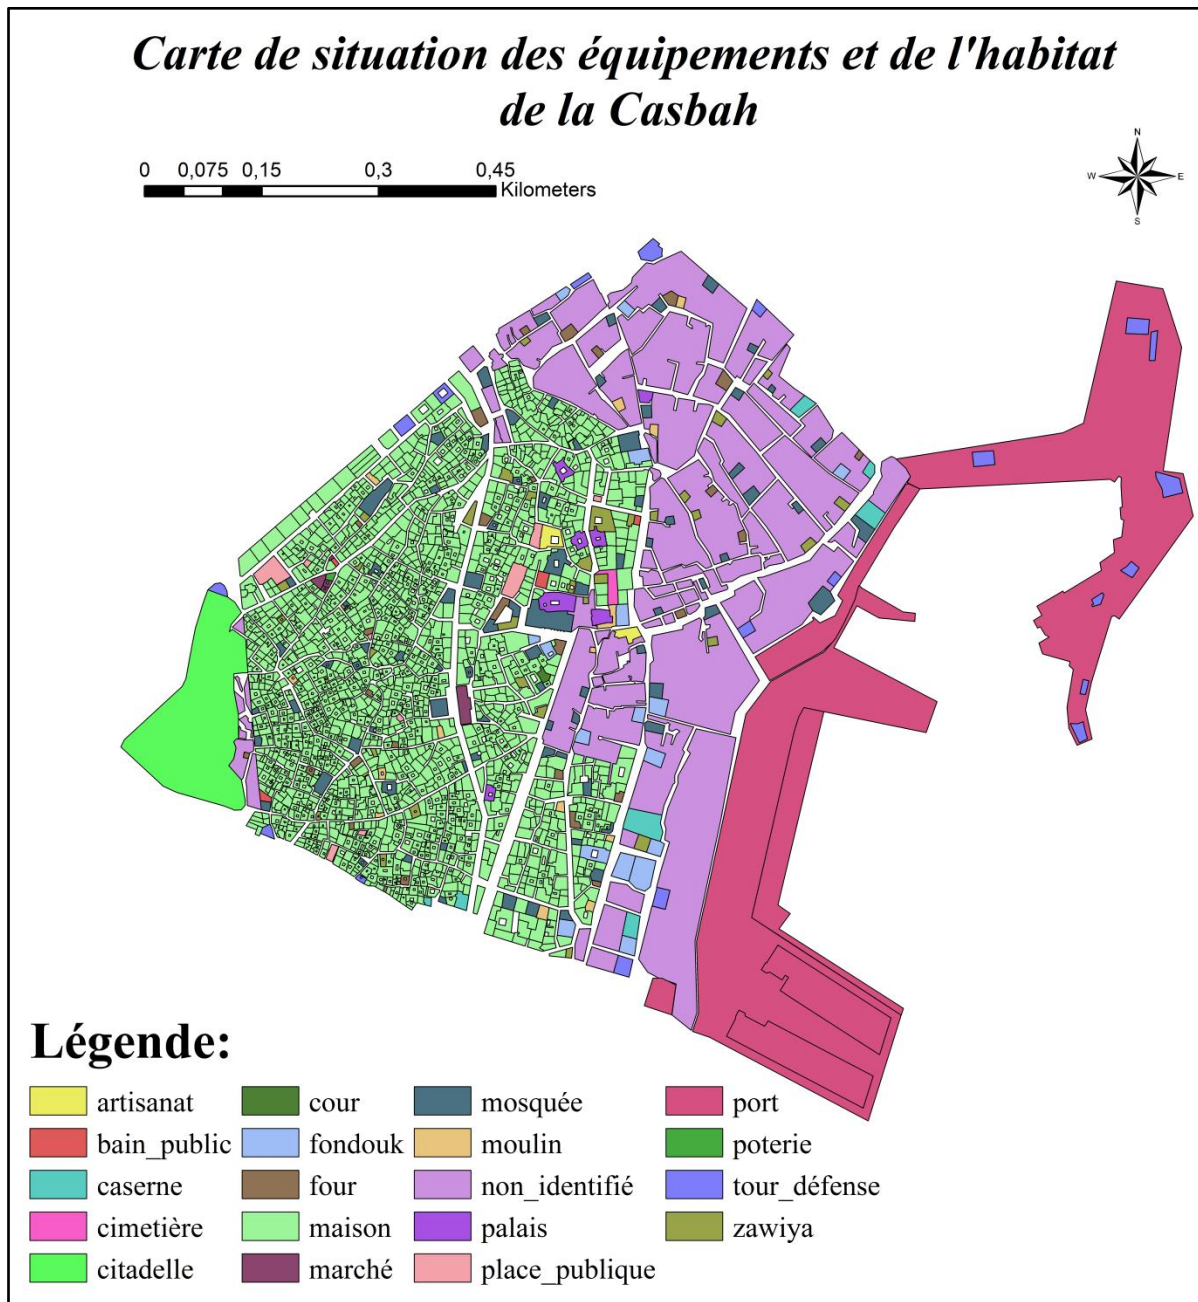 Carte de situation des équipements et de l'habitat
de la Casbah
N
W E
S
0 0,075 0,15 0,3 0,45
Kilometers
Légende:
artisanat
bain_public
caserne
cimetière
citadelle
cour
fondouk
four
maison
marché
mosquée
moulin
non_identifié
palais
place_publique
port
poterie
tour_défense
zawiya